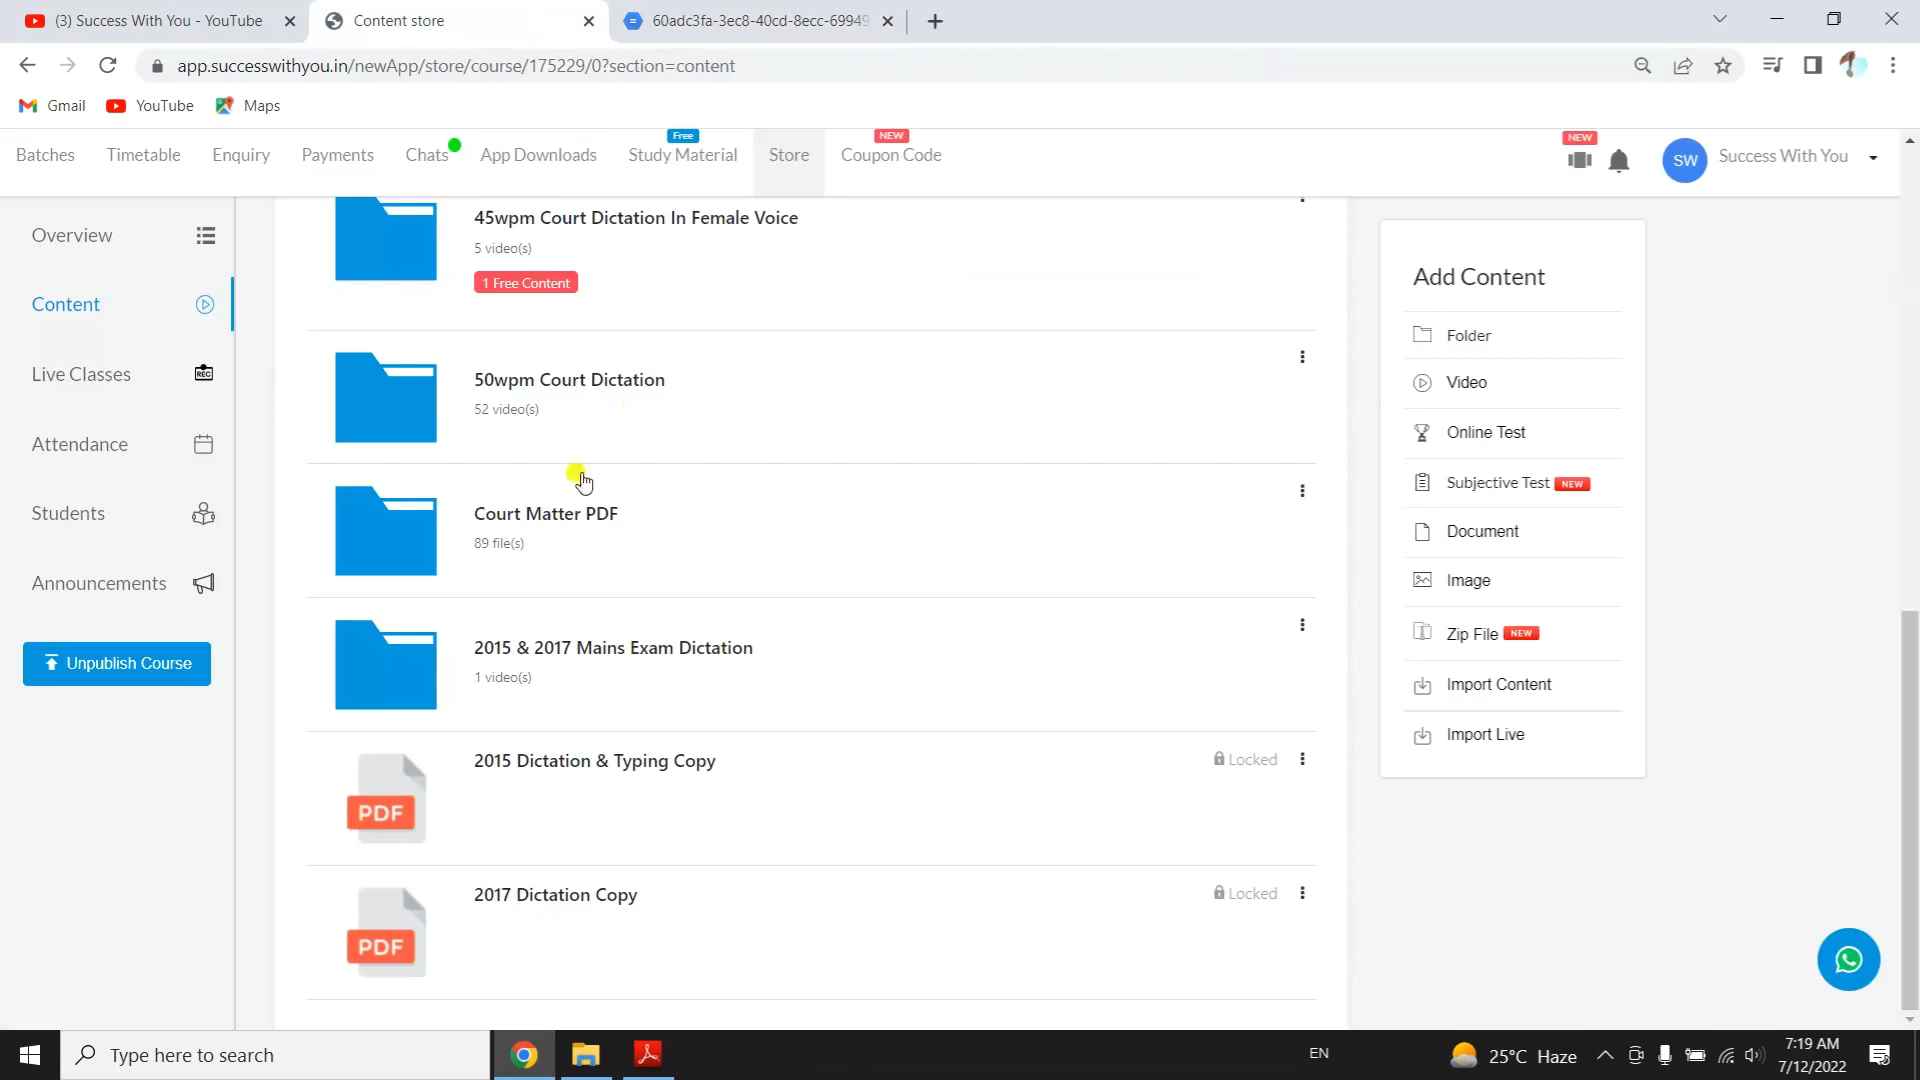 (3) Success With You - YouTube
Content store
60adc3fa-3ec8-40cd-8ecc-69949
app.successwithyou.in/newApp/store/course/175229/0?section=content
Gmail
YouTube
Maps
Batches
Timetable
Enquiry
Payments
Chats
App Downloads
Free
Study Material
Store
NEW
Coupon Code
NEW
SW
Success With You
Overview
Content
Live Classes
REC
Attendance
Students
Announcements
Unpublish Course
45wpm Court Dictation In Female Voice
5 video(s)
1 Free Content
50wpm Court Dictation
52 video(s)
Court Matter PDF
89 file(s)
2015 & 2017 Mains Exam Dictation
1 video(s)
PDF
2015 Dictation & Typing Copy
Locked
PDF
2017 Dictation Copy
Locked
Add Content
Folder
Video
Online Test
Subjective Test NEW
Document
Image
Zip File NEW
Import Content
Import Live
Type here to search
EN
25°C Haze
7:19 AM
7/12/2022